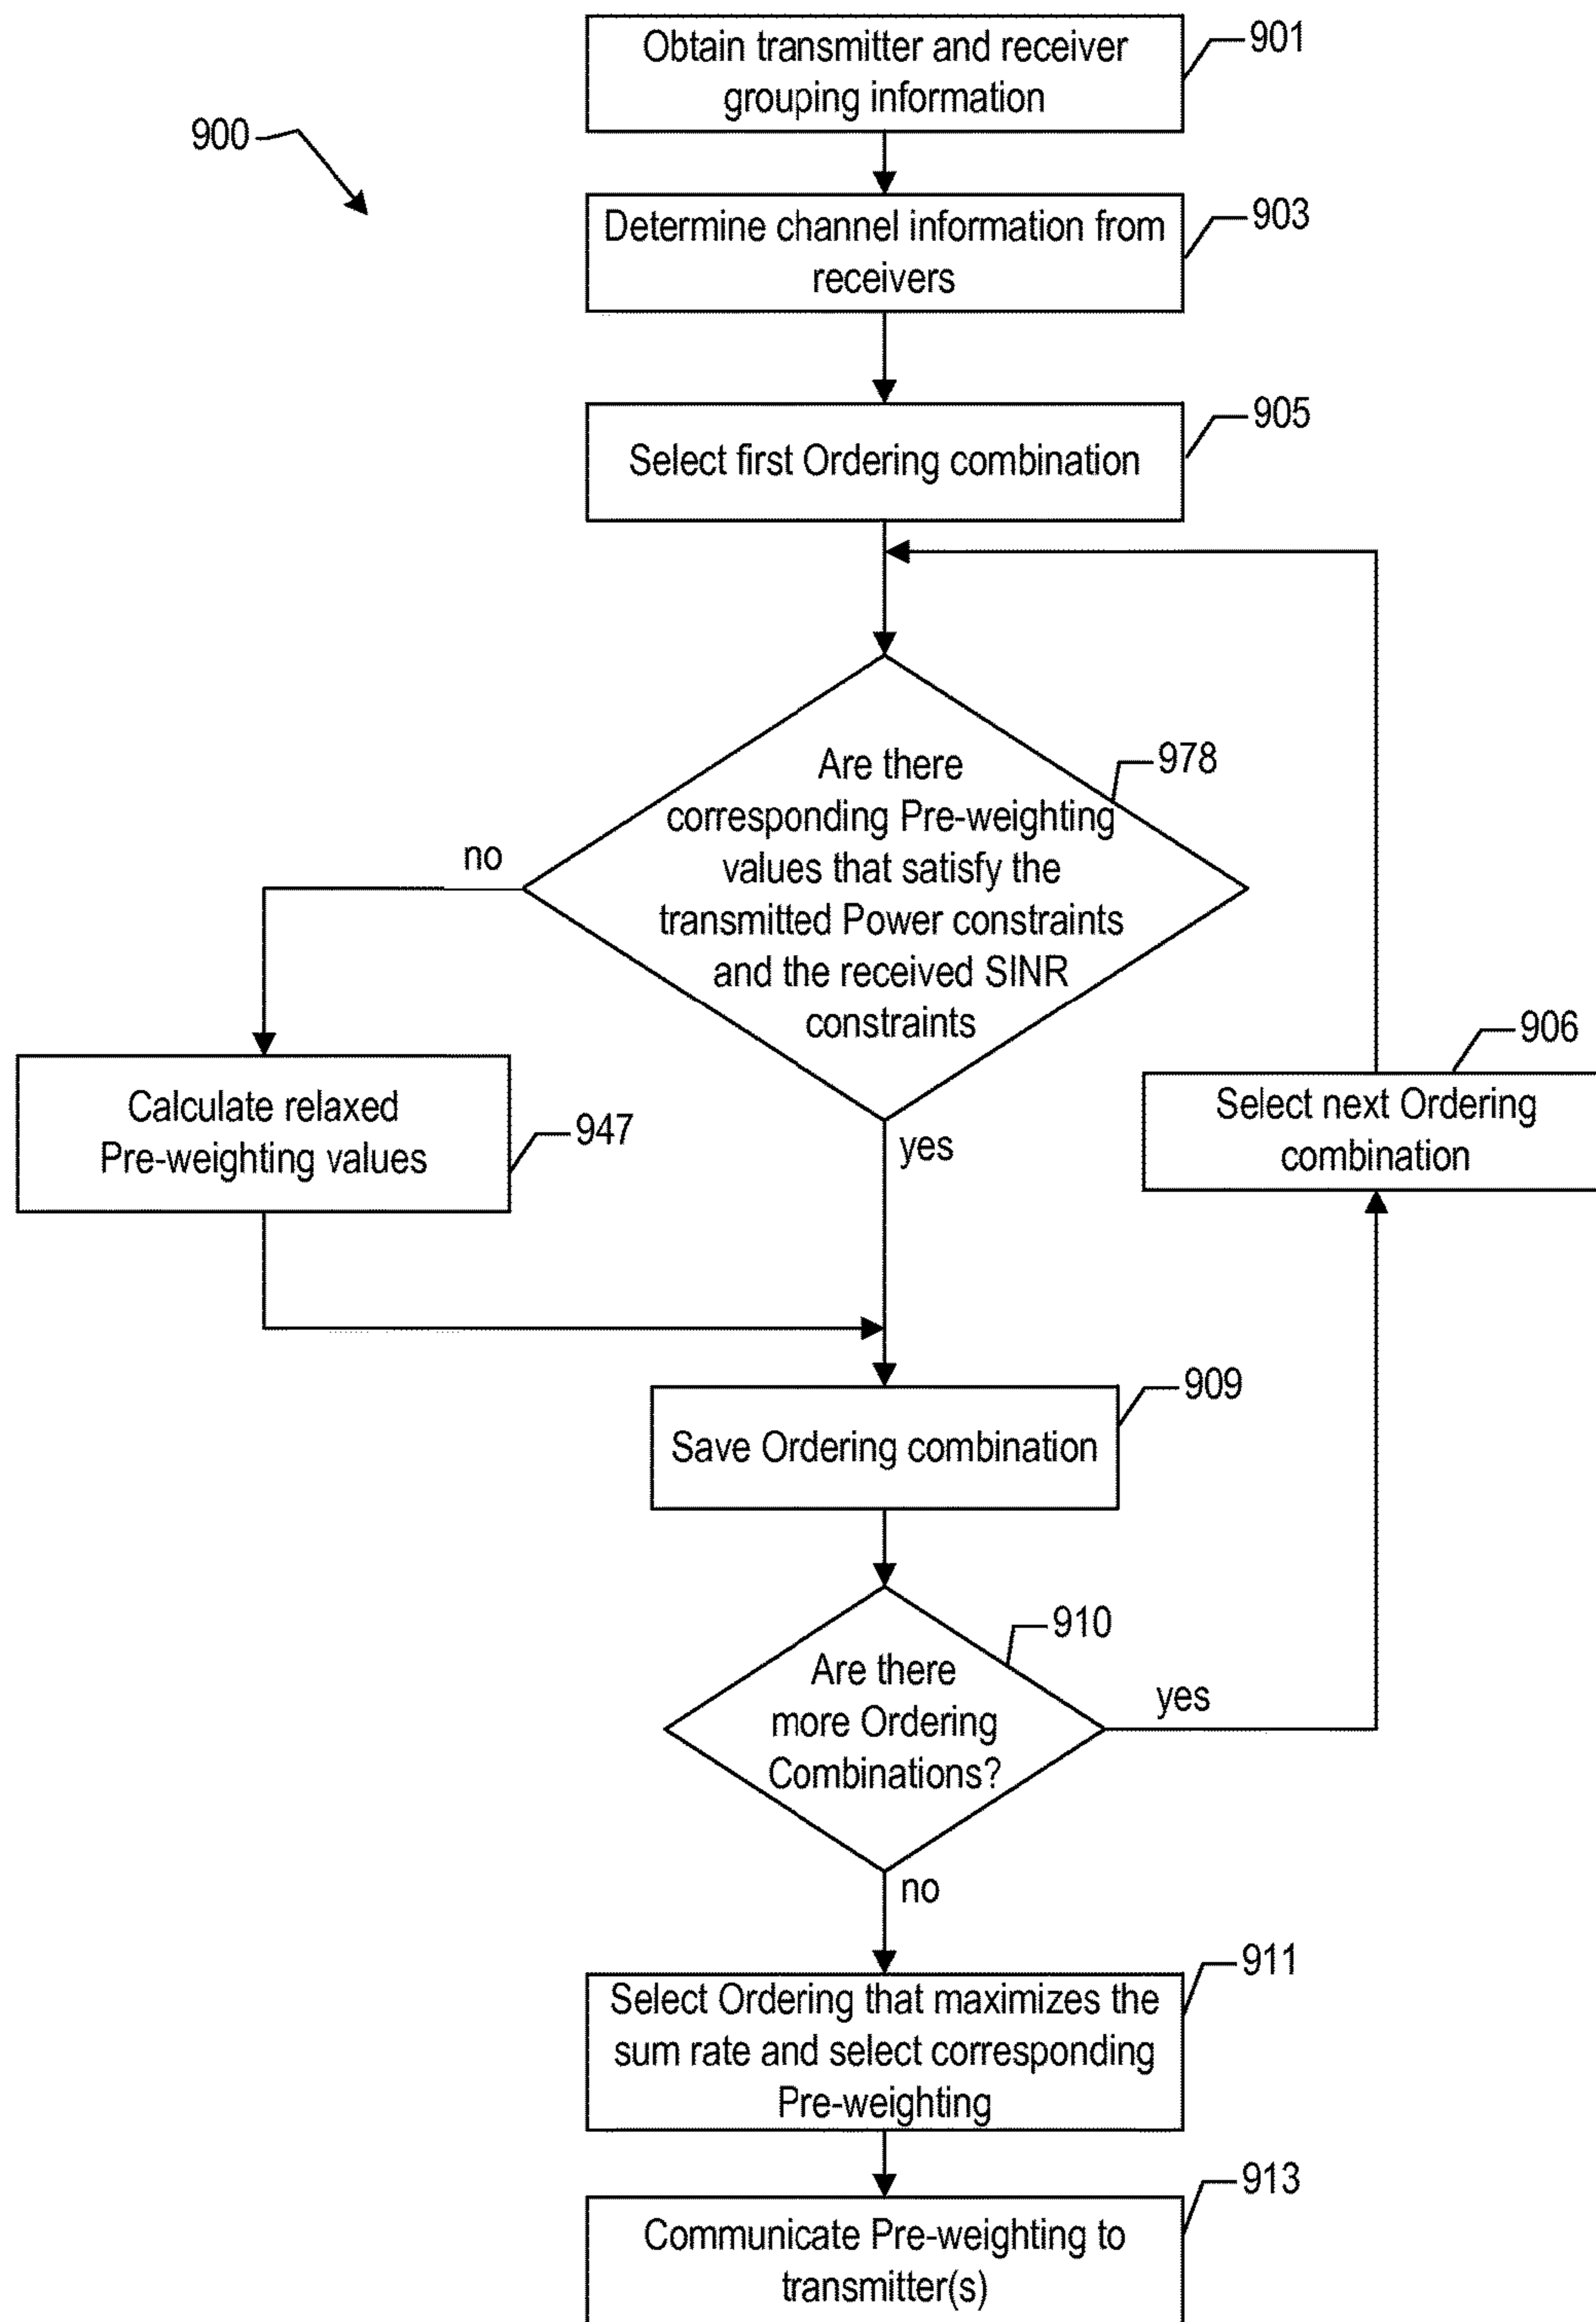 Obtain transmitter and receiver
grouping information
901
900
Determine channel information from
receivers
903
Select first Ordering combination
905
Are there
corresponding Pre-weighting
values that satisfy the
transmitted Power constraints
and the received SINR
constraints
978
no
yes
Calculate relaxed
Pre-weighting values
947
Select next Ordering
combination
906
Save Ordering combination
909
Are there
more Ordering
Combinations?
910
yes
no
Select Ordering that maximizes the
sum rate and select corresponding
Pre-weighting
911
Communicate Pre-weighting to
transmitter(s)
913